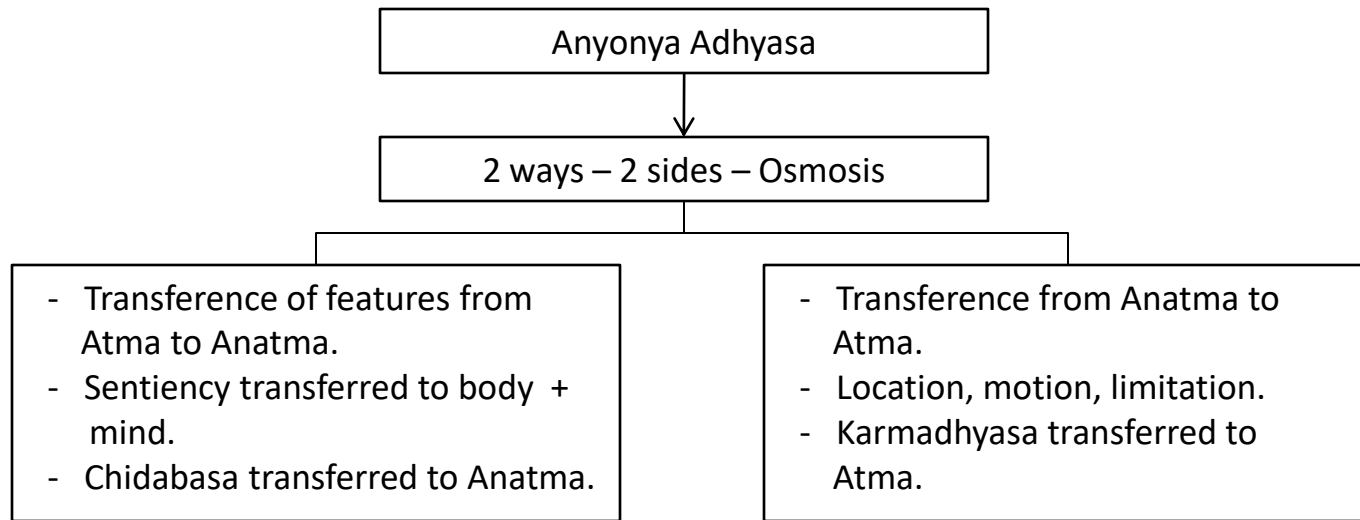 Anyonya Adhyasa
2 ways – 2 sides – Osmosis
- Transference of features from
Atma to Anatma.
- Sentiency transferred to body +
mind.
- Chidabasa transferred to Anatma.
- Transference from Anatma to
Atma.
- Location, motion, limitation.
- Karmadhyasa transferred to
Atma.